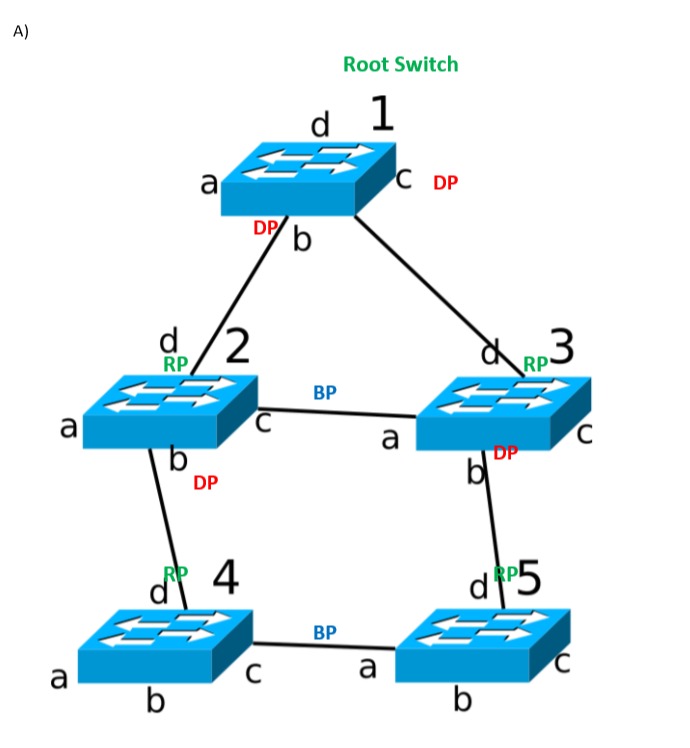 A)
Root Switch
d 1
a c DP
DP b
d 2 d RP 3
RP
BP
a c a c
b b DP
DP
RP d 4 d RP 5
BP
a c a c
b b